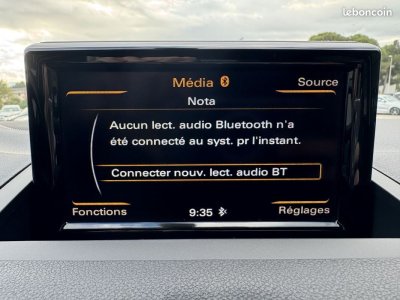 leboncoin
Média
Source
Nota
Aucun lect. audio Bluetooth n'a
été connecté au syst. pr l'instant.
Connecter nouv. lect. audio BT
Fonctions
9:35
Réglages